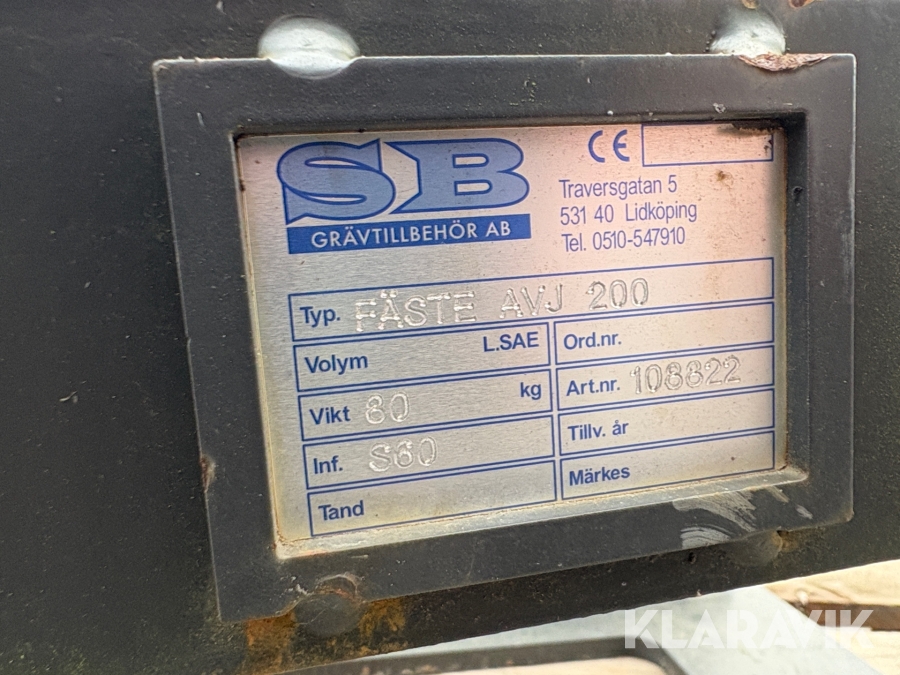 SB
GRÄVTILLBEHÖR AB
CE
Traversgatan 5
531 40 Lidköping
Tel. 0510-547910
Typ. FÄSTE AVJ 200
Volym L.SAE
Ord.nr.
Vikt 80 kg
Art.nr. 108822
Inf. S60
Tillv. år
Tand
Märkes
KLARAVIK